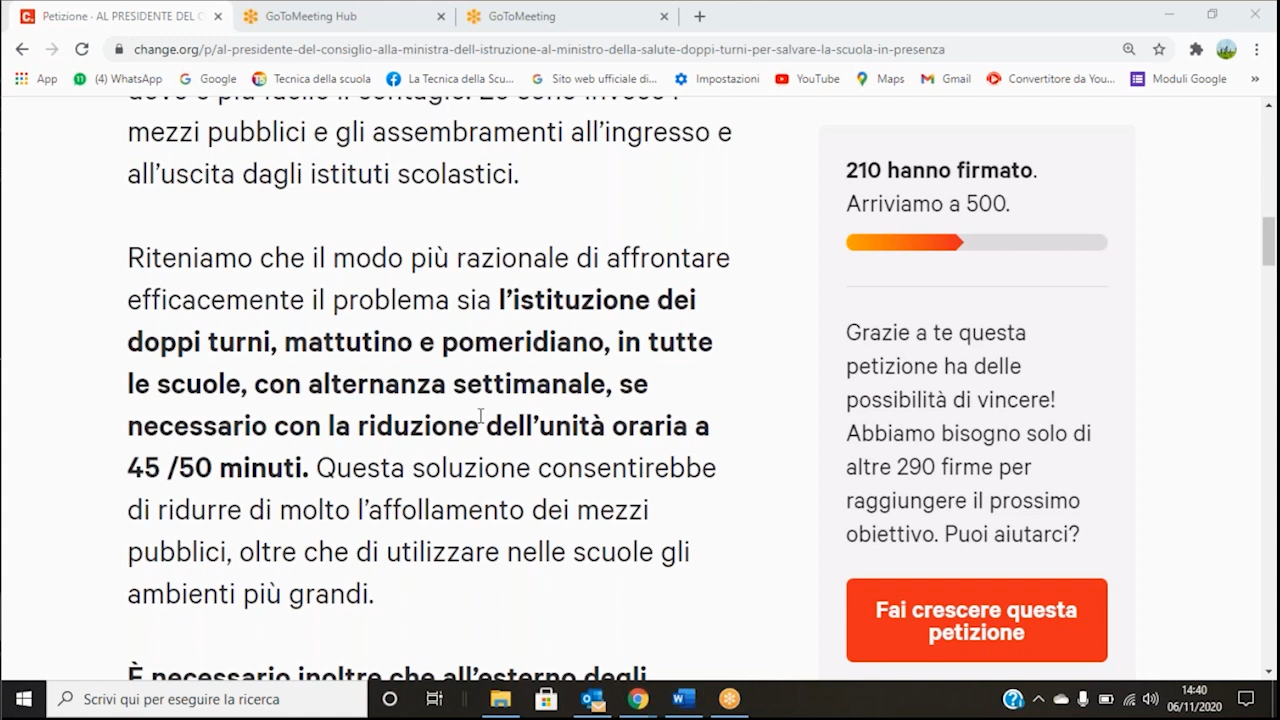 Petizione · AL PRESIDENTE DEL C
GoToMeeting Hub
GoToMeeting
change.org/p/al-presidente-del-consiglio-alla-ministra-dell-istruzione-al-ministro-della-salute-doppi-turni-per-salvare-la-scuola-in-presenza
App
(4) WhatsApp
Google
Tecnica della scuola
La Tecnica della Scu...
Sito web ufficiale di...
Impostazioni
YouTube
Maps
Gmail
Convertitore da You...
Moduli Google
»
mezzi pubblici e gli assembramenti all'ingresso e
all'uscita dagli istituti scolastici.
Riteniamo che il modo più razionale di affrontare
efficacemente il problema sia l'istituzione dei
doppi turni, mattutino e pomeridiano, in tutte
le scuole, con alternanza settimanale, se
necessario con la riduzione dell'unità oraria a
45 /50 minuti. Questa soluzione consentirebbe
di ridurre di molto l'affollamento dei mezzi
pubblici, oltre che di utilizzare nelle scuole gli
ambienti più grandi.
È necessario inoltre che all'esterno degli
210 hanno firmato.
Arriviamo a 500.
Grazie a te questa
petizione ha delle
possibilità di vincere!
Abbiamo bisogno solo di
altre 290 firme per
raggiungere il prossimo
obiettivo. Puoi aiutarci?
Fai crescere questa
petizione
Scrivi qui per eseguire la ricerca
14:40
06/11/2020